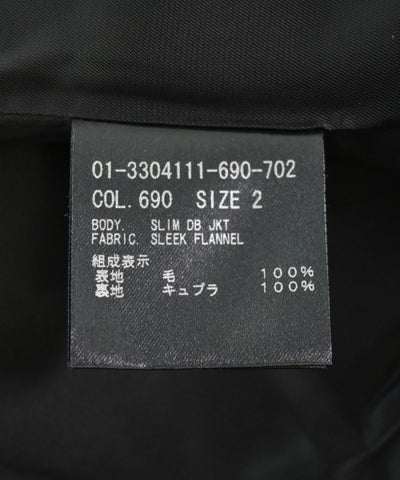 01-3304111-690-702
COL. 690 SIZE 2
BODY. SLIM DB JKT
FABRIC. SLEEK FLANNEL
組成表示
表地 毛 100%
裏地 キュプラ 100%